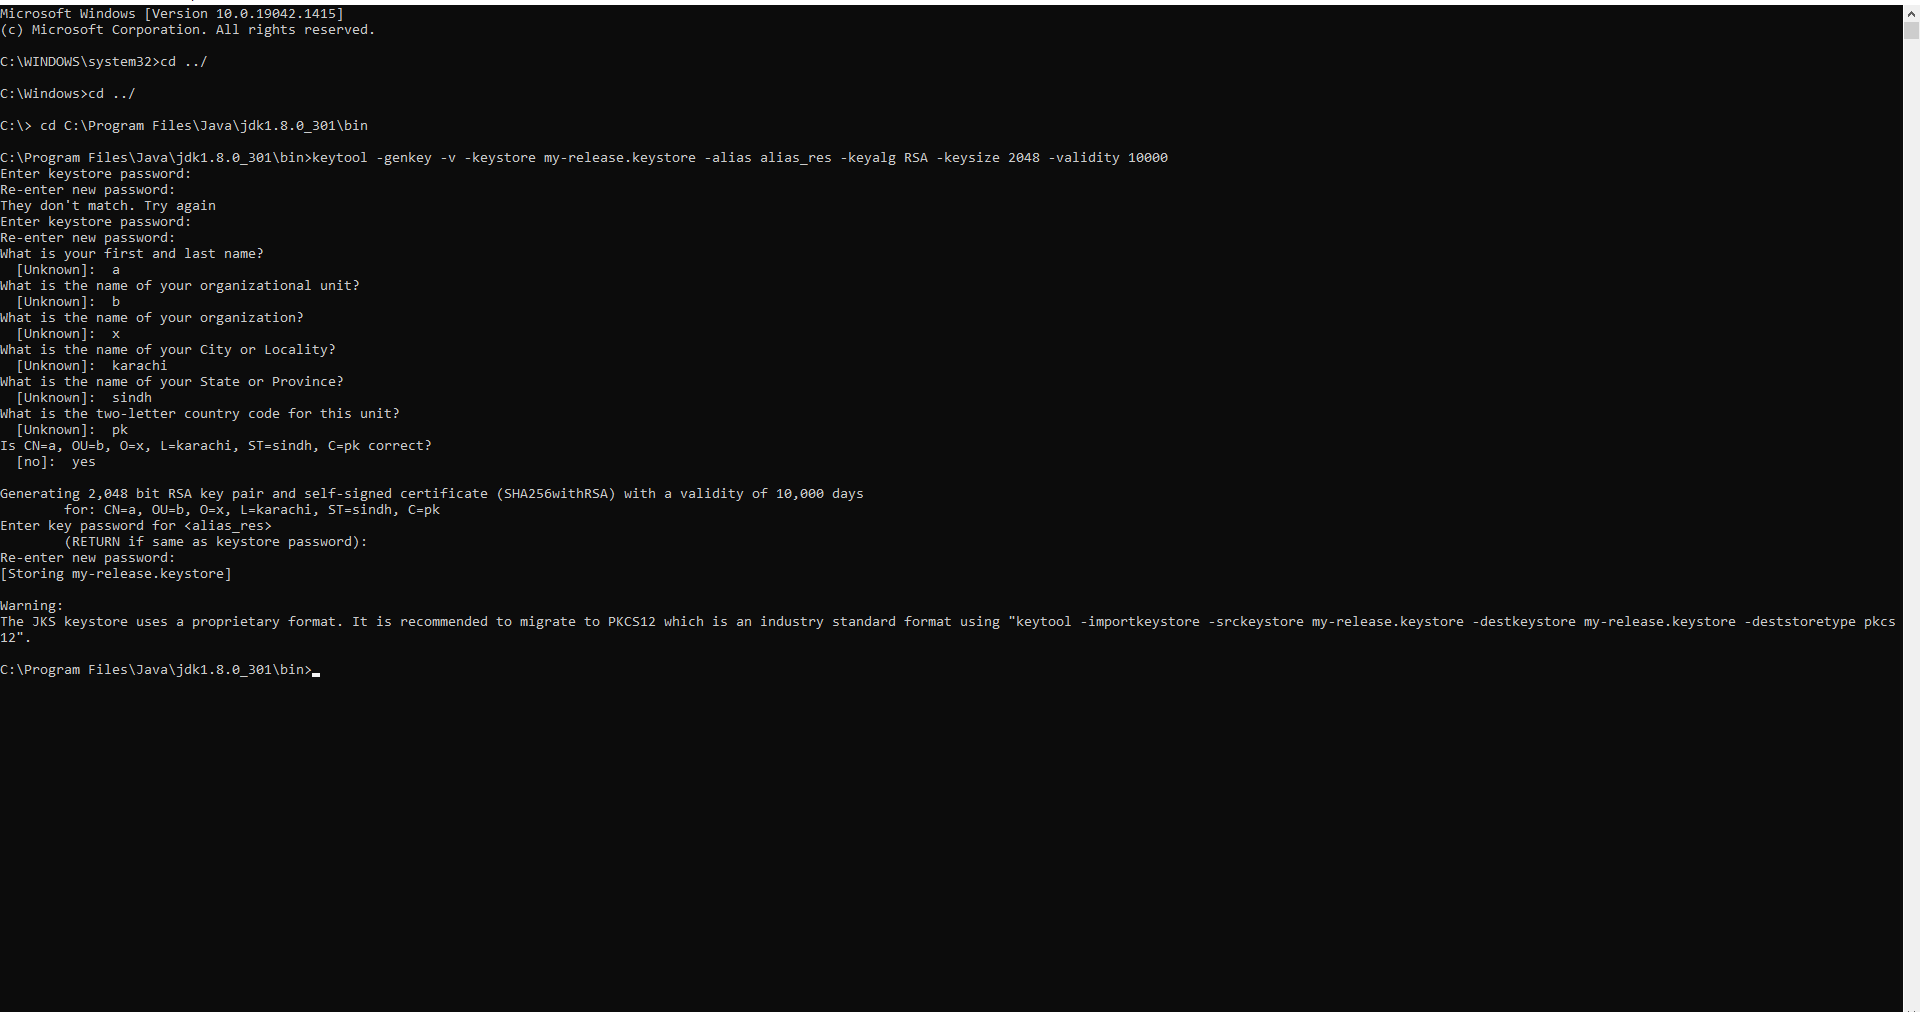 Microsoft Windows [Version 10.0.19042.1415]
(c) Microsoft Corporation. All rights reserved.
C:\WINDOWS\system32>cd ../
C:\Windows>cd ../
C:\> cd C:\Program Files\Java\jdk1.8.0_301\bin
C:\Program Files\Java\jdk1.8.0_301\bin>keytool -genkey -v -keystore my-release.keystore -alias alias_res -keyalg RSA -keysize 2048 -validity 10000
Enter keystore password:
Re-enter new password:
They don't match. Try again
Enter keystore password:
Re-enter new password:
What is your first and last name?
  [Unknown]:  a
What is the name of your organizational unit?
  [Unknown]:  b
What is the name of your organization?
  [Unknown]:  x
What is the name of your City or Locality?
  [Unknown]:  karachi
What is the name of your State or Province?
  [Unknown]:  sindh
What is the two-letter country code for this unit?
  [Unknown]:  pk
Is CN=a, OU=b, O=x, L=karachi, ST=sindh, C=pk correct?
  [no]:  yes
Generating 2,048 bit RSA key pair and self-signed certificate (SHA256withRSA) with a validity of 10,000 days
        for: CN=a, OU=b, O=x, L=karachi, ST=sindh, C=pk
Enter key password for <alias_res>
        (RETURN if same as keystore password):
Re-enter new password:
[Storing my-release.keystore]
Warning:
The JKS keystore uses a proprietary format. It is recommended to migrate to PKCS12 which is an industry standard format using "keytool -importkeystore -srckeystore my-release.keystore -destkeystore my-release.keystore -deststoretype pkcs
12".
C:\Program Files\Java\jdk1.8.0_301\bin>